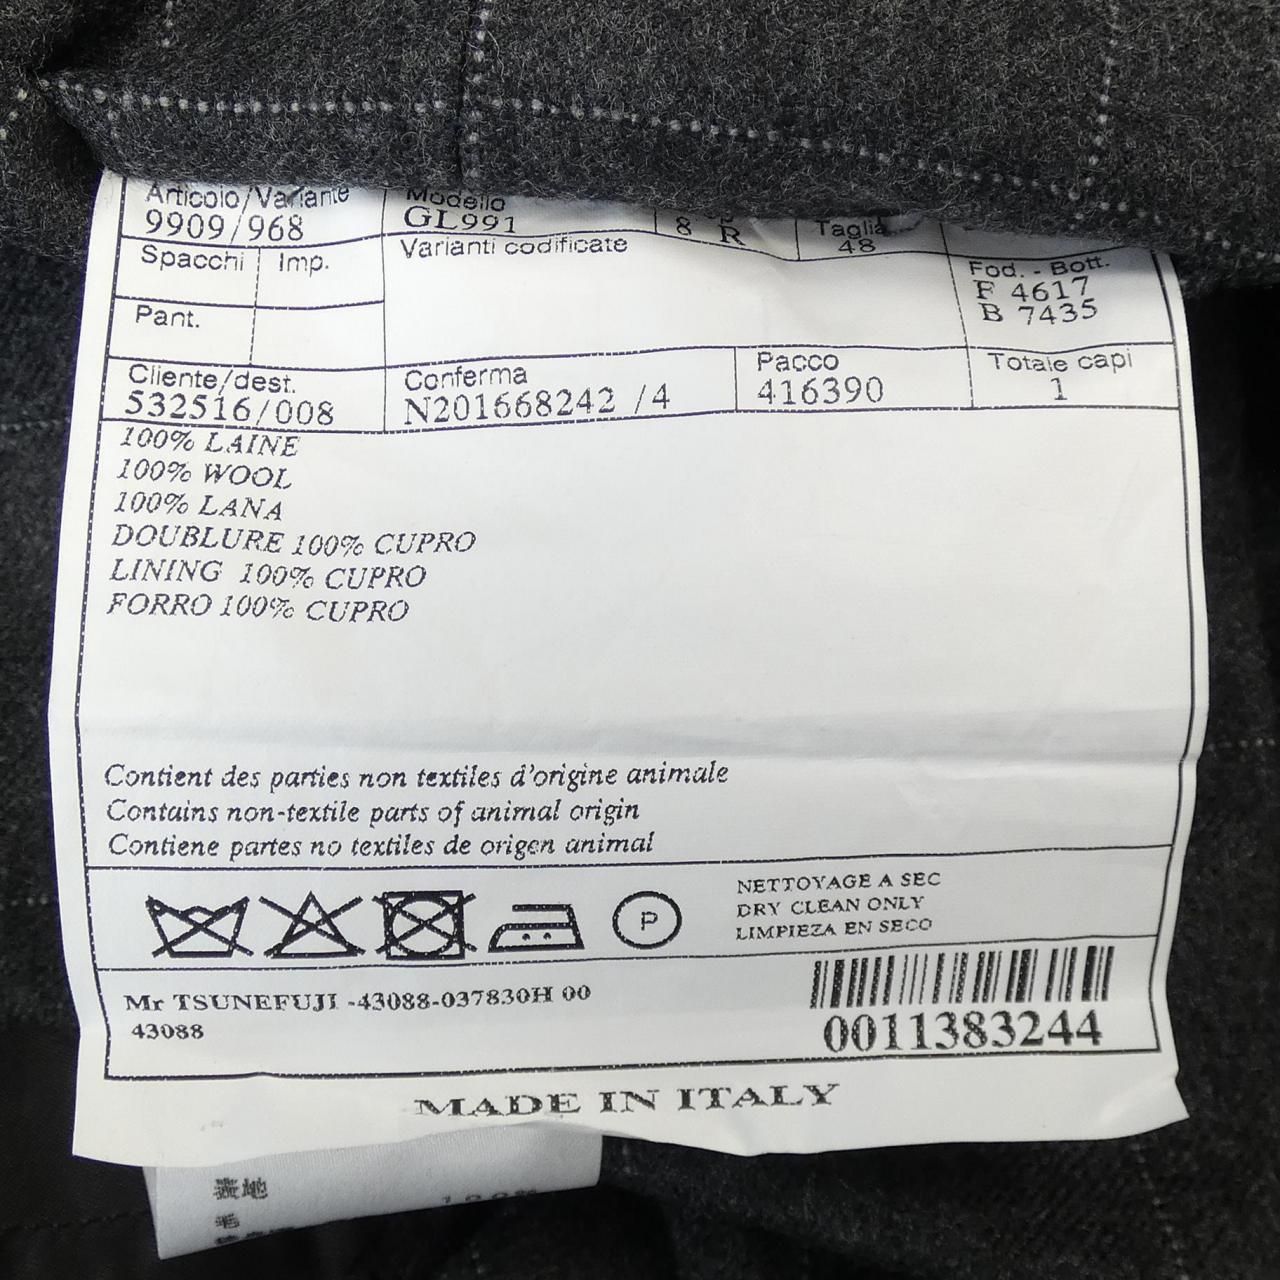 Articolo/Variante Modello
9909/968 GL991 8 R Taglia 48
Spacchi Imp. Varianti codificate
Fod. - Bott.
F 4617
B 7435
Pant.
Cliente/dest. Conferma Pacco Totale capi
532516/008 N201668242 /4 416390 1
100% LAINE
100% WOOL
100% LANA
DOUBLURE 100% CUPRO
LINING 100% CUPRO
FORRO 100% CUPRO
Contient des parties non textiles d'origine animale
Contains non-textile parts of animal origin
Contiene partes no textiles de origen animal
P
NETTOYAGE A SEC
DRY CLEAN ONLY
LIMPIEZA EN SECO
Mr TSUNEFUJI -43088-037830H 00
43088
0011383244
MADE IN ITALY
表地
毛 100%